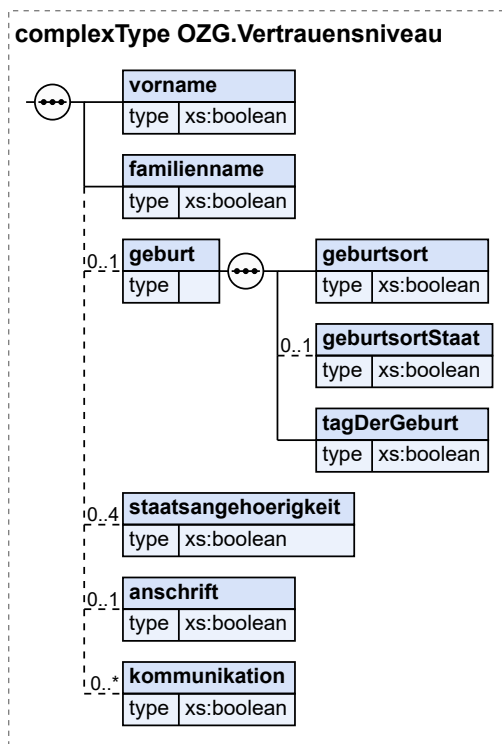 complexType OZG.Vertrauensniveau
vorname
type xs:boolean
familienname
type xs:boolean
0..1 geburt
type
geburtsort
type xs:boolean
0..1 geburtsortStaat
type xs:boolean
tagDerGeburt
type xs:boolean
0..4 staatsangehoerigkeit
type xs:boolean
0..1 anschrift
type xs:boolean
0..* kommunikation
type xs:boolean